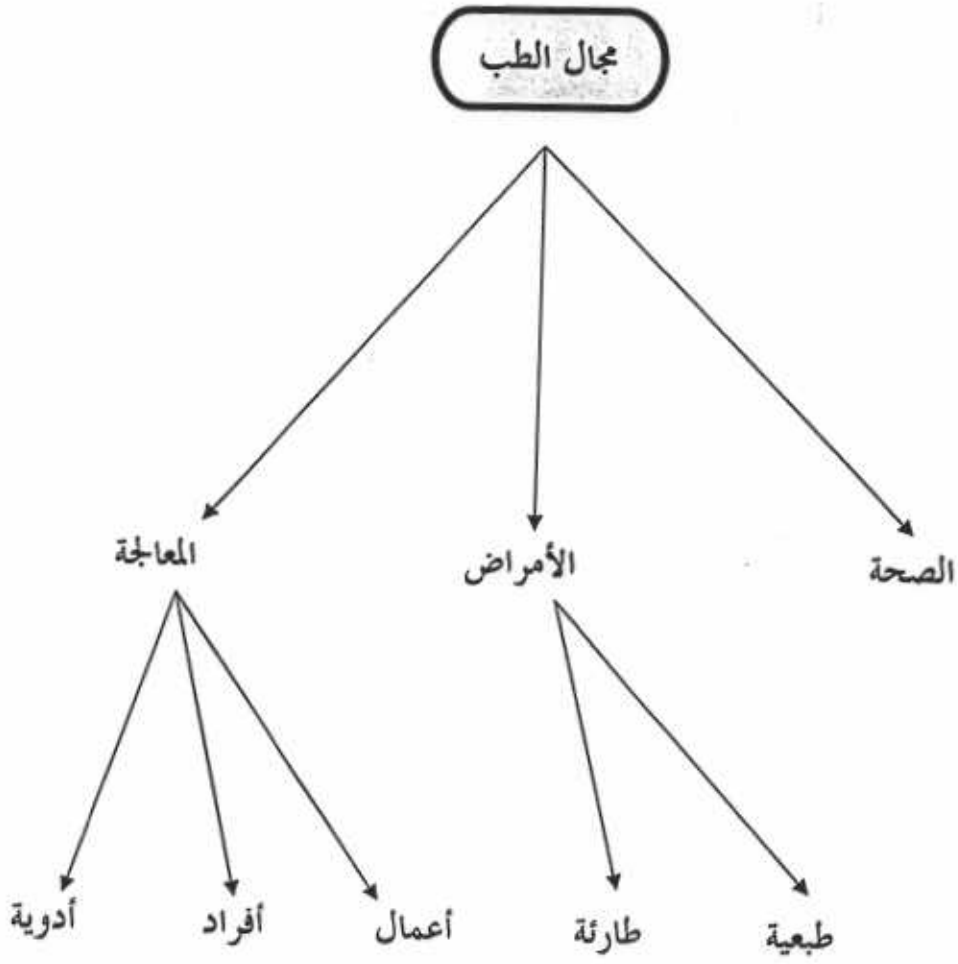 مجال الطب
الصحة
الأمراض
المعالجة
طبعية
طارئة
أعمال
أفراد
أدوية